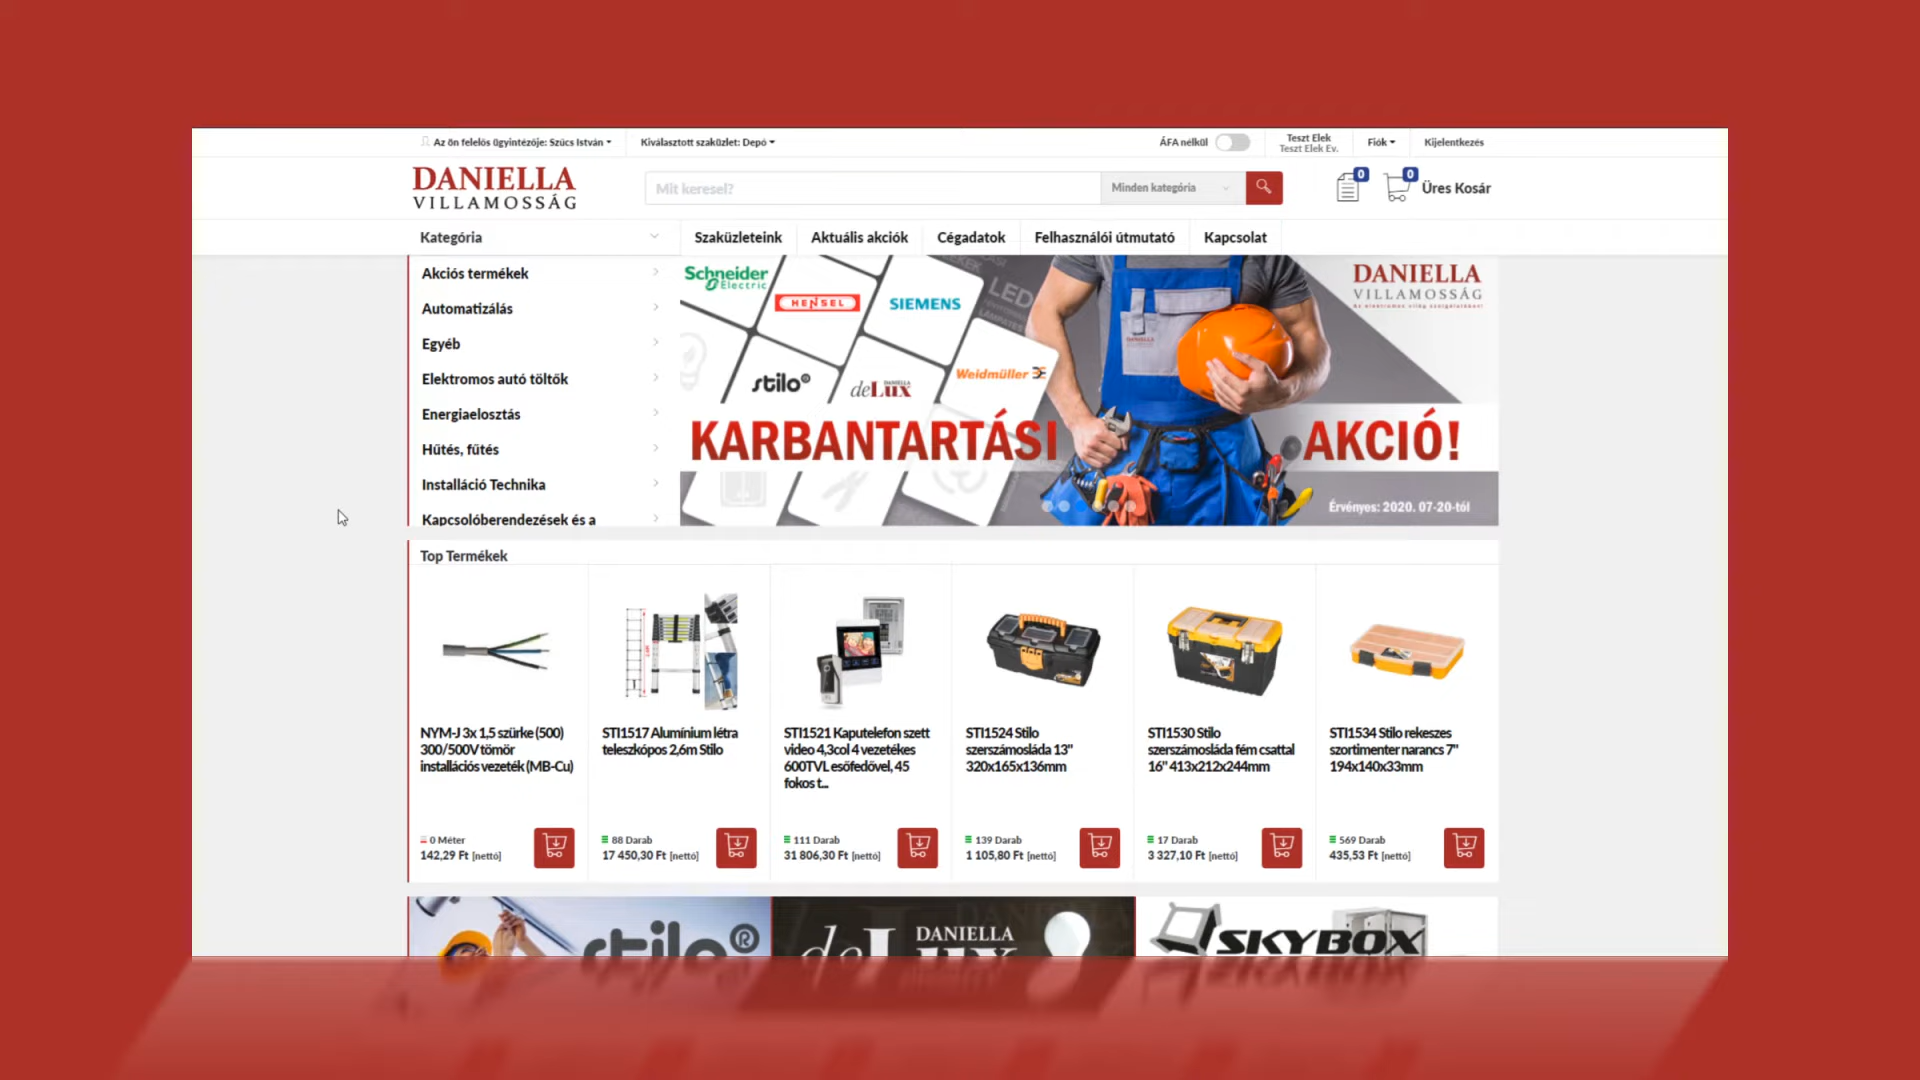 Az ön felelős ügyintézője: Szűcs István
Kiválasztott szaküzlet: Depó
ÁFA nélkül
Teszt Elek
Teszt Elek Ev.
Fiók
Kijelentkezés
DANIELLA
VILLAMOSSÁG
Mit keresel?
Minden kategória
0
0
Üres Kosár
Kategória
Szaküzleteink
Aktuális akciók
Cégadatok
Felhasználói útmutató
Kapcsolat
Akciós termékek
Automatizálás
Egyéb
Elektromos autó töltők
Energiaelosztás
Hűtés, fűtés
Installáció Technika
Kapcsolóberendezések és a
Schneider
Electric
HENSEL
SIEMENS
LED
stilo®
DANIELLA
deLux
Weidmüller
DANIELLA
VILLAMOSSÁG
Az elektromos világ szolgálatában!
KARBANTARTÁSI AKCIÓ!
Érvényes: 2020. 07-20-tól
Top Termékek
NYM-J 3x 1,5 szürke (500)
300/500V tömör
installációs vezeték (MB-Cu)
0 Méter
142,29 Ft [nettó]
STI1517 Alumínium létra
teleszkópos 2,6m Stilo
88 Darab
17 450,30 Ft [nettó]
STI1521 Kaputelefon szett
video 4,3col 4 vezetékes
600TVL esőfedővel, 45
fokos t...
111 Darab
31 806,30 Ft [nettó]
STI1524 Stilo
szerszámosláda 13"
320x165x136mm
139 Darab
1 105,80 Ft [nettó]
STI1530 Stilo
szerszámosláda fém csattal
16" 413x212x244mm
17 Darab
3 327,10 Ft [nettó]
STI1534 Stilo rekeszes
szortimenter narancs 7"
194x140x33mm
569 Darab
435,53 Ft [nettó]
stilo®
DANIELLA
deLux
SKYBOX